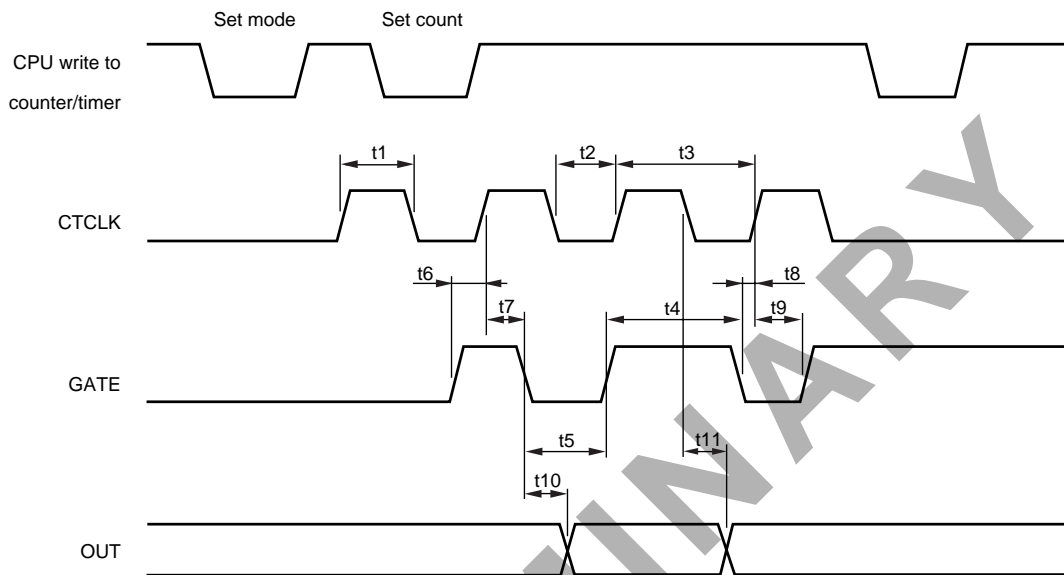 Set mode Set count
CPU write to
counter/timer
t1 t2 t3
CTCLK
t6 t8
t7 t4 t9
GATE
t5 t11
t10
OUT
INARY